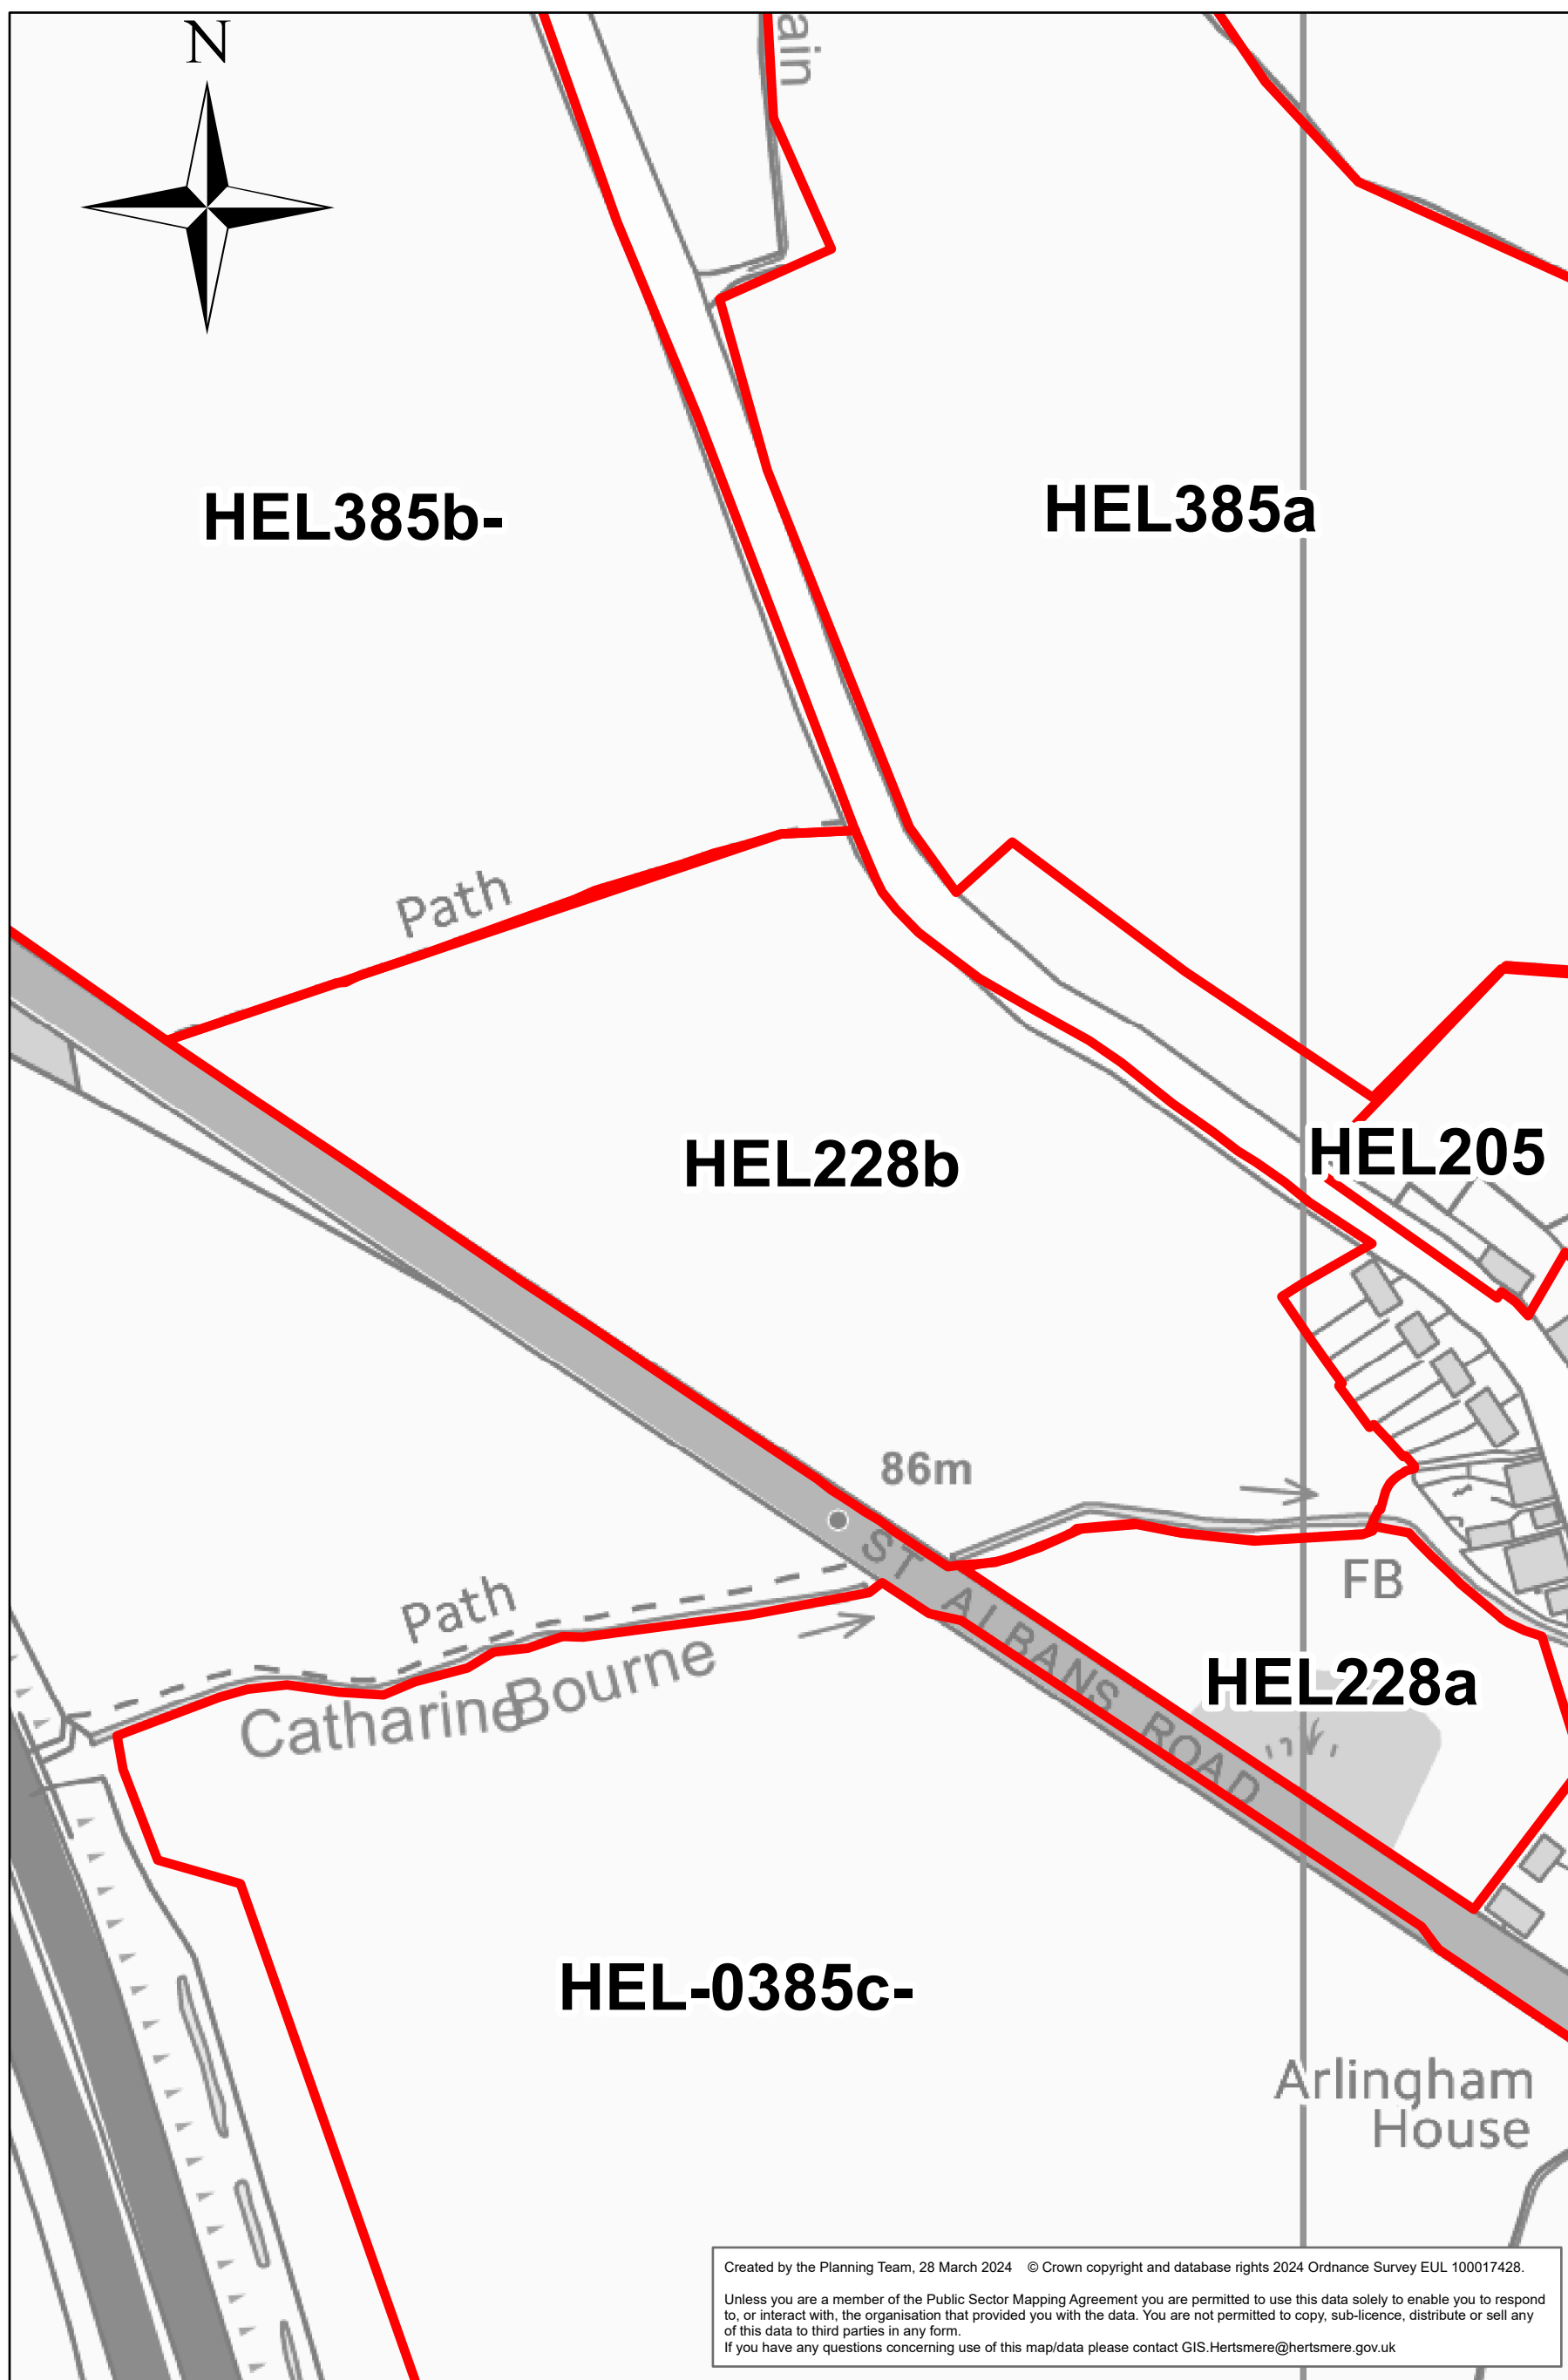 N
ain
HEL385b-
HEL385a
Path
HEL205
HEL228b
86m
ST ALBANS ROAD
FB
Path
Catharine Bourne
HEL228a
HEL-0385c-
Arlingham
House
Created by the Planning Team, 28 March 2024 © Crown copyright and database rights 2024 Ordnance Survey EUL 100017428.
Unless you are a member of the Public Sector Mapping Agreement you are permitted to use this data solely to enable you to respond
to, or interact with, the organisation that provided you with the data. You are not permitted to copy, sub-licence, distribute or sell any
of this data to third parties in any form.
If you have any questions concerning use of this map/data please contact GIS.Hertsmere@hertsmere.gov.uk